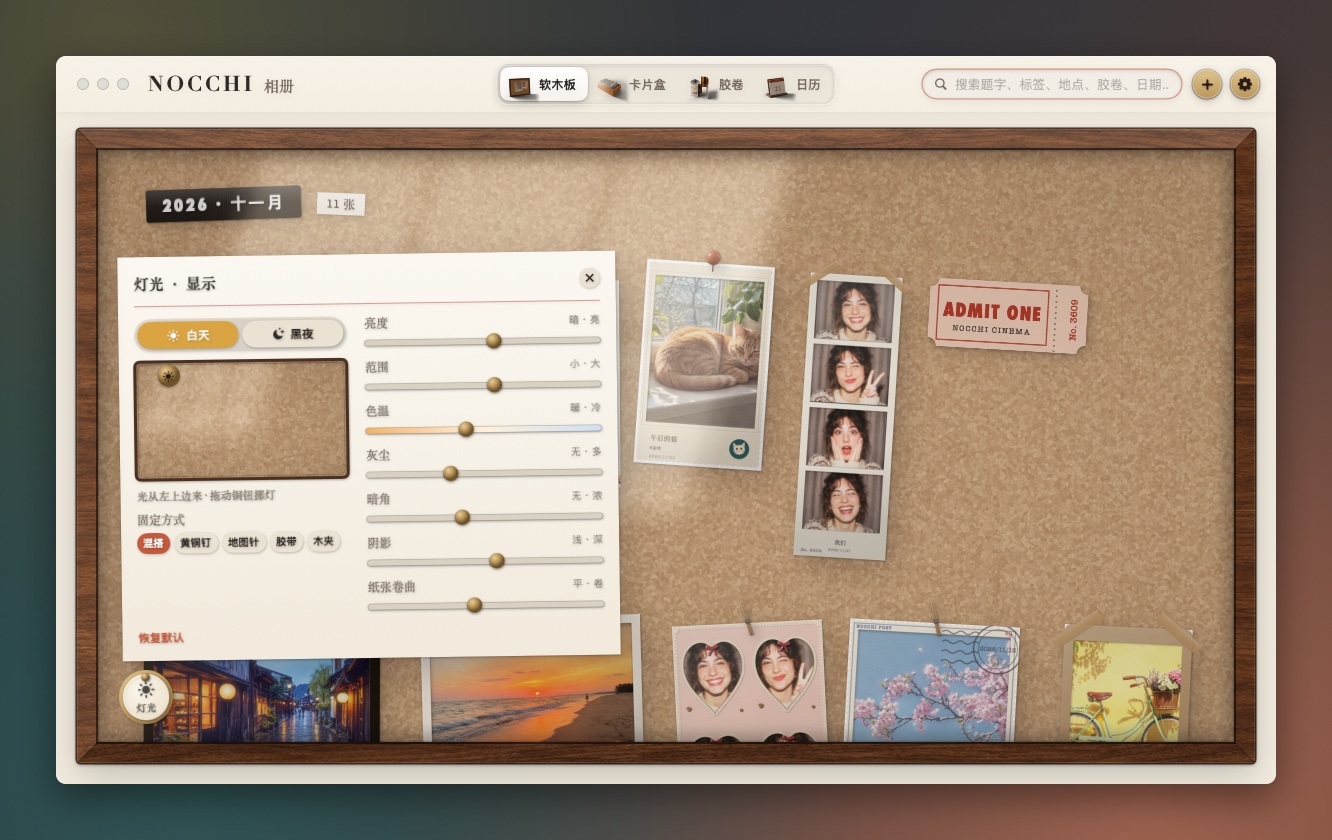 NOCCHI 相册
软木板
卡片盒
胶卷
日历
搜索题字、标签、地点、胶卷、日期..
2026 · 十一月
11 张
灯光 · 显示
白天
黑夜
光从左上边来·拖动铜钮挪灯
固定方式
混搭
黄铜钉
地图针
胶带
木夹
恢复默认
亮度
暗 · 亮
范围
小 · 大
色温
暖 · 冷
灰尘
无 · 多
暗角
无 · 浓
阴影
浅 · 深
纸张卷曲
平 · 卷
灯光
午后的猫
我们
ADMIT ONE
NOCCHI CINEMA
No. 3609
NOCCHI POST
2026/11/13